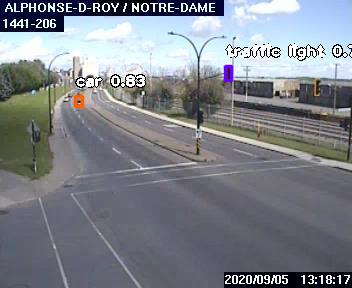 ALPHONSE-D-ROY / NOTRE-DAME
1441-206
traffic light 0.7
car 0.83
2020/09/05 13:18:17